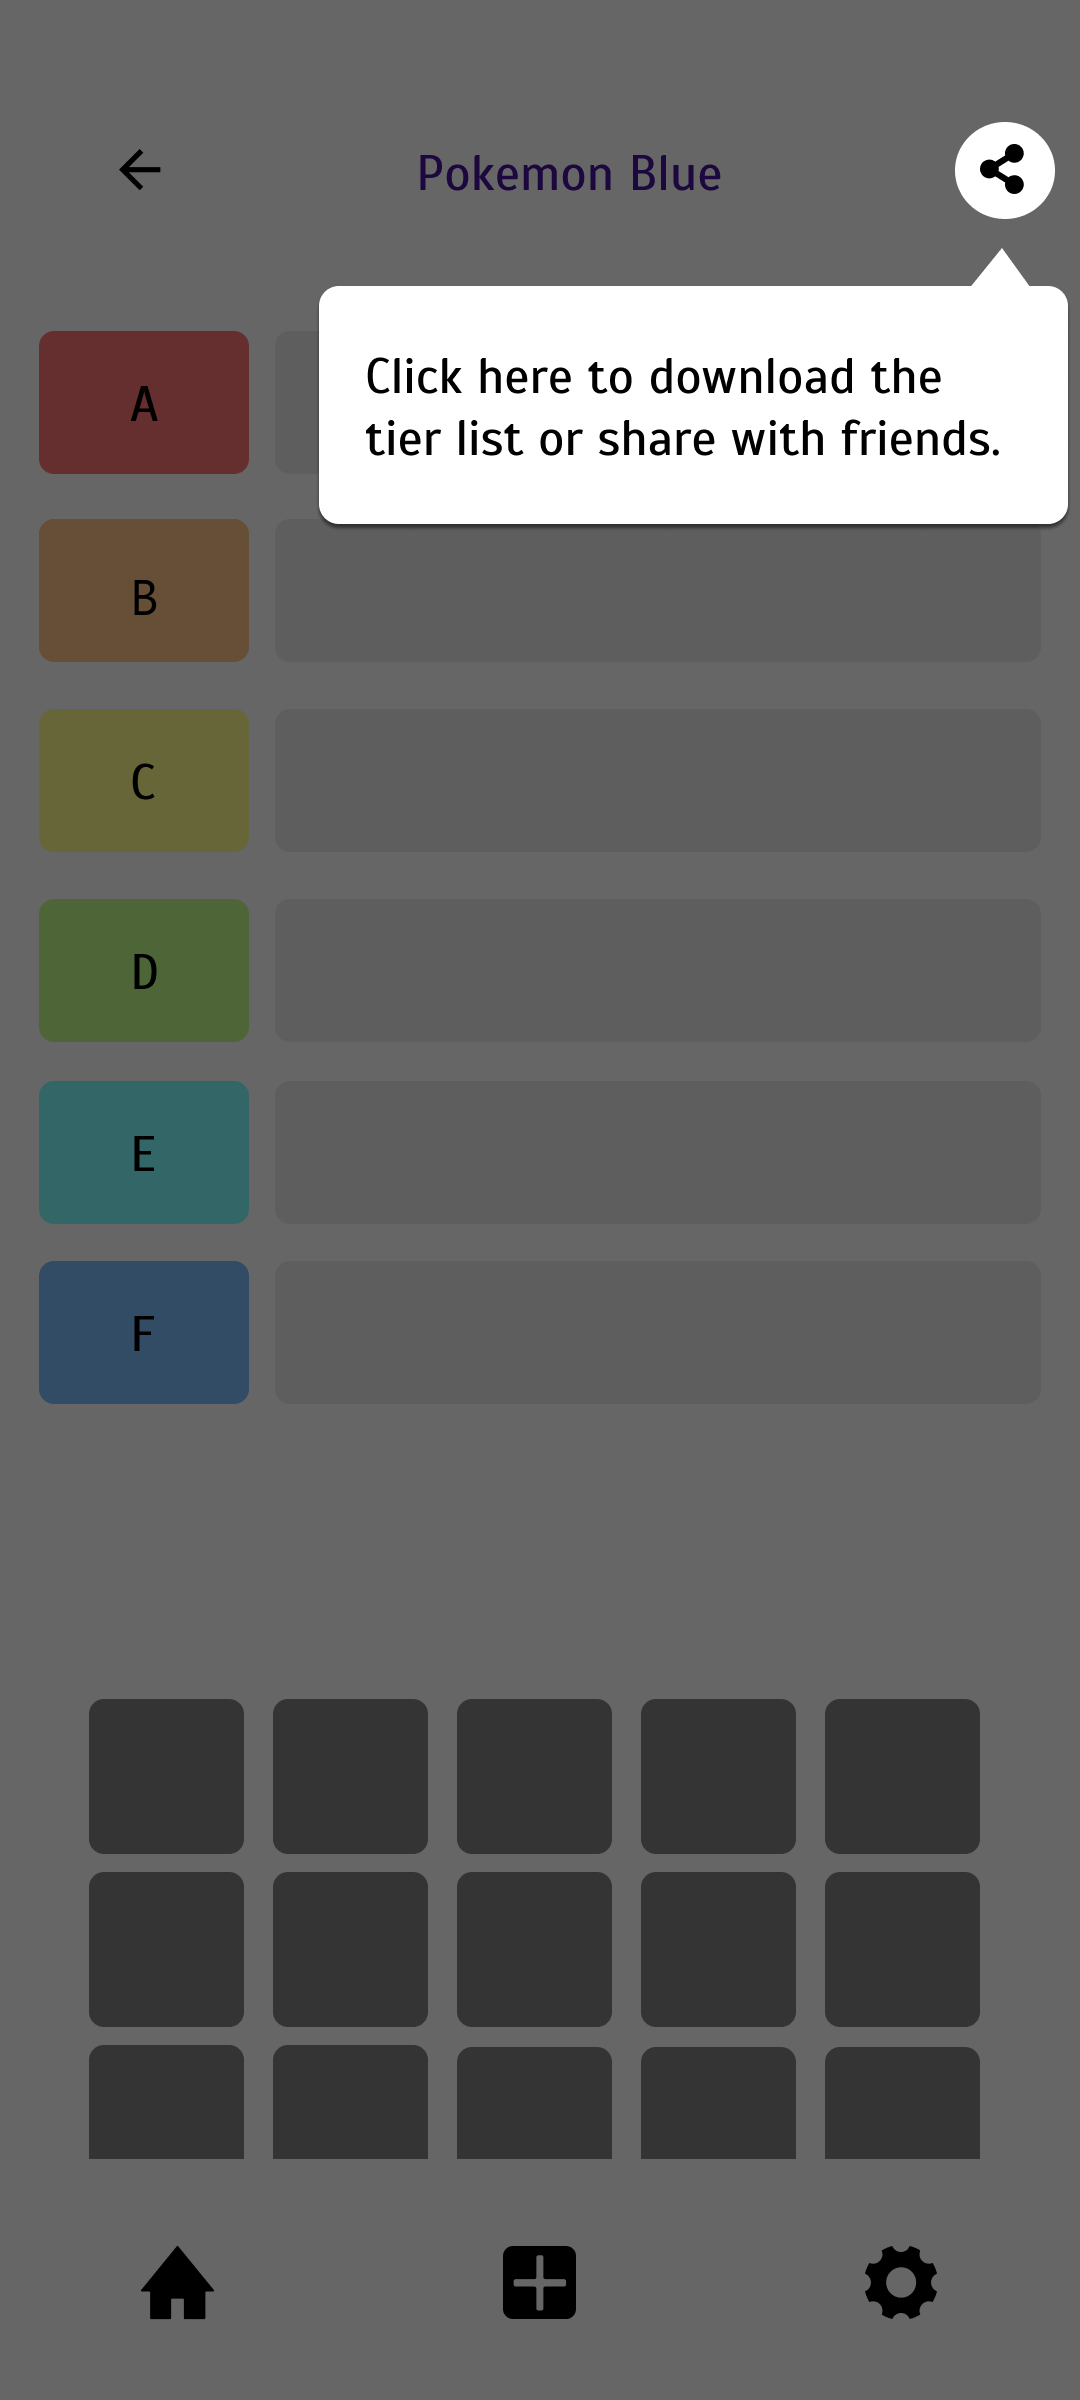 Pokemon Blue
Click here to download the
tier list or share with friends.
A
B
C
D
E
F